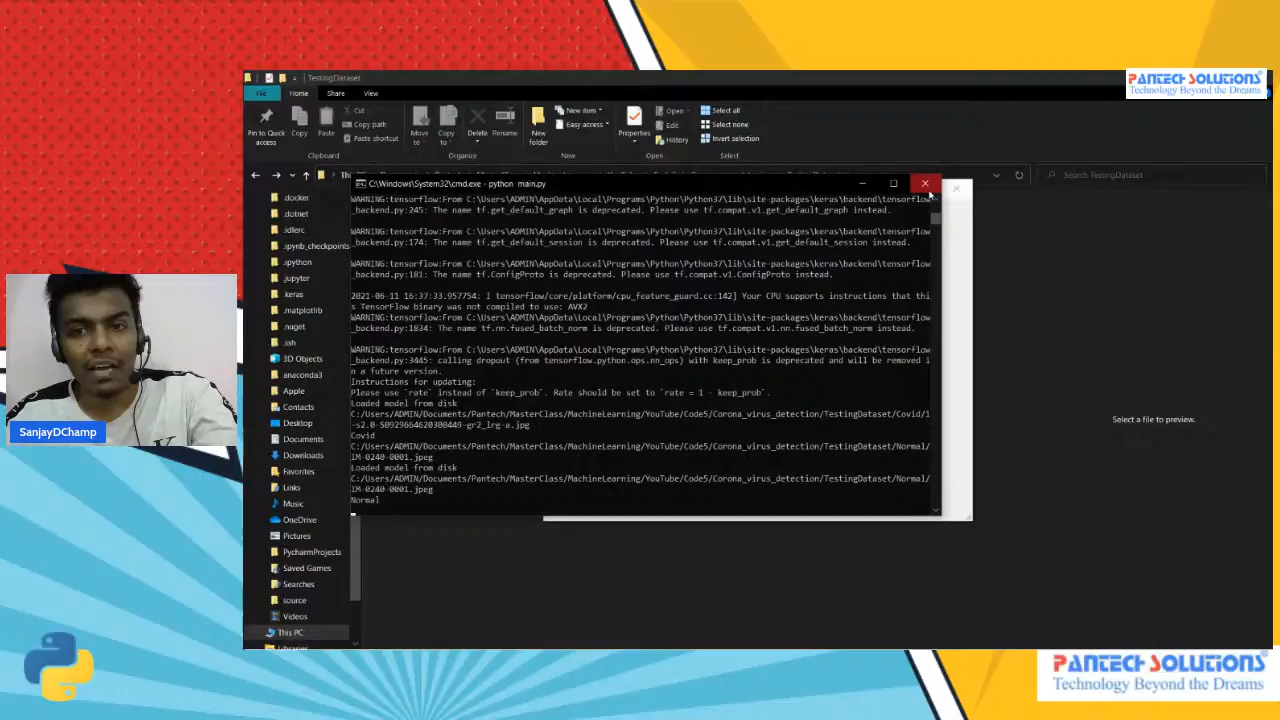 TestingDataset
PANTECH SOLUTIONS
Technology Beyond the Dreams
File Home Share View
Pin to Quick access
Copy
Paste
Cut
Copy path
Paste shortcut
Clipboard
Move to
Copy to
Delete
Rename
Organize
New folder
New item
Easy access
New
Properties
Open
Edit
History
Open
Select all
Select none
Invert selection
Select
Search TestingDataset
C:\Windows\System32\cmd.exe - python main.py
WARNING:tensorflow:From C:\Users\ADMIN\AppData\Local\Programs\Python\Python37\lib\site-packages\keras\backend\tensorflow
_backend.py:245: The name tf.get_default_graph is deprecated. Please use tf.compat.v1.get_default_graph instead.
WARNING:tensorflow:From C:\Users\ADMIN\AppData\Local\Programs\Python\Python37\lib\site-packages\keras\backend\tensorflow
_backend.py:174: The name tf.get_default_session is deprecated. Please use tf.compat.v1.get_default_session instead.
WARNING:tensorflow:From C:\Users\ADMIN\AppData\Local\Programs\Python\Python37\lib\site-packages\keras\backend\tensorflow
_backend.py:181: The name tf.ConfigProto is deprecated. Please use tf.compat.v1.ConfigProto instead.
2021-06-11 16:37:33.957754: I tensorflow/core/platform/cpu_feature_guard.cc:142] Your CPU supports instructions that thi
s TensorFlow binary was not compiled to use: AVX2
WARNING:tensorflow:From C:\Users\ADMIN\AppData\Local\Programs\Python\Python37\lib\site-packages\keras\backend\tensorflow
_backend.py:1834: The name tf.nn.fused_batch_norm is deprecated. Please use tf.compat.v1.nn.fused_batch_norm instead.
WARNING:tensorflow:From C:\Users\ADMIN\AppData\Local\Programs\Python\Python37\lib\site-packages\keras\backend\tensorflow
_backend.py:3445: calling dropout (from tensorflow.python.ops.nn_ops) with keep_prob is deprecated and will be removed i
n a future version.
Instructions for updating:
Please use `rate` instead of `keep_prob`. Rate should be set to `rate = 1 - keep_prob`.
Loaded model from disk
C:/Users/ADMIN/Documents/Pantech/MasterClass/MachineLearning/YouTube/Code5/Corona_virus_detection/TestingDataset/Covid/1
-s2.0-S0929664620300449-gr2_lrg-a.jpg
Covid
C:/Users/ADMIN/Documents/Pantech/MasterClass/MachineLearning/YouTube/Code5/Corona_virus_detection/TestingDataset/Normal/
IM-0240-0001.jpeg
Loaded model from disk
C:/Users/ADMIN/Documents/Pantech/MasterClass/MachineLearning/YouTube/Code5/Corona_virus_detection/TestingDataset/Normal/
IM-0240-0001.jpeg
Normal
.docker
.dotnet
.idlerc
.ipynb_checkpoints
.ipython
.jupyter
.keras
.matplotlib
.nuget
.ssh
3D Objects
anaconda3
Apple
Contacts
Desktop
Documents
Downloads
Favorites
Links
Music
OneDrive
Pictures
PycharmProjects
Saved Games
Searches
source
Videos
This PC
Libraries
Select a file to preview.
SanjayDChamp
PANTECH SOLUTIONS
Technology Beyond the Dreams